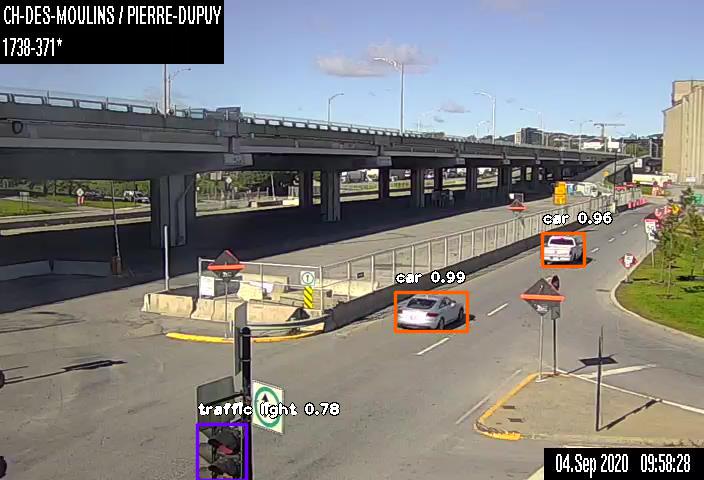 CH-DES-MOULINS / PIERRE-DUPUY
1738-371*
car 0.96
car 0.99
traffic light 0.78
04.Sep 2020 09:58:28